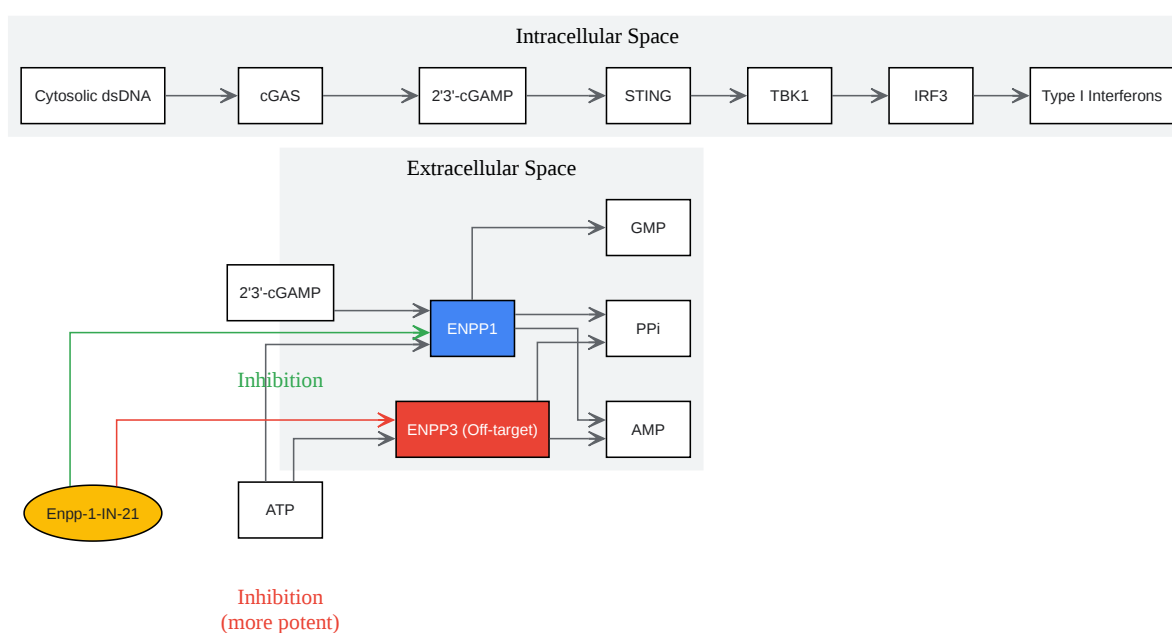 Intracellular Space
Cytosolic dsDNA
cGAS
2'3'-cGAMP
STING
TBK1
IRF3
Type I Interferons
Extracellular Space
GMP
2'3'-cGAMP
ENPP1
PPi
Inhibition
ENPP3 (Off-target)
AMP
Enpp-1-IN-21
ATP
Inhibition
(more potent)